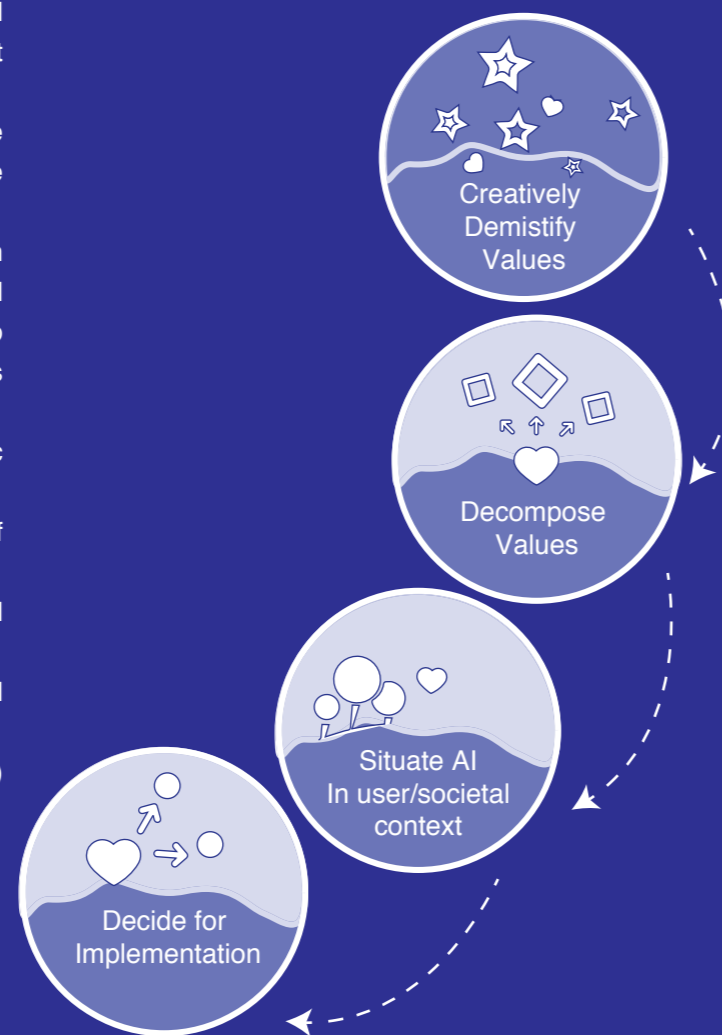 Creatively
Demistify
Values
Decompose
Values
Situate AI
In user/societal
context
Decide for
Implementation